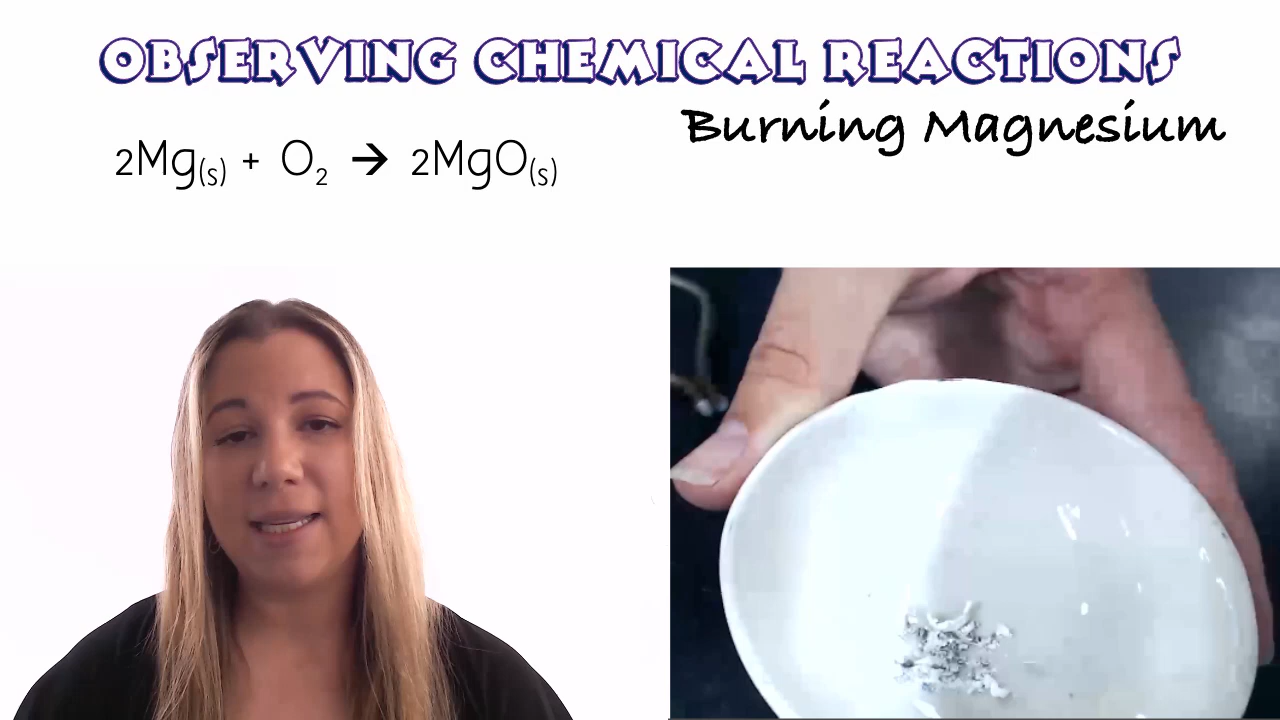 OBSERVING CHEMICAL REACTIONS
Burning Magnesium
2Mg(s) + O2 → 2MgO(s)